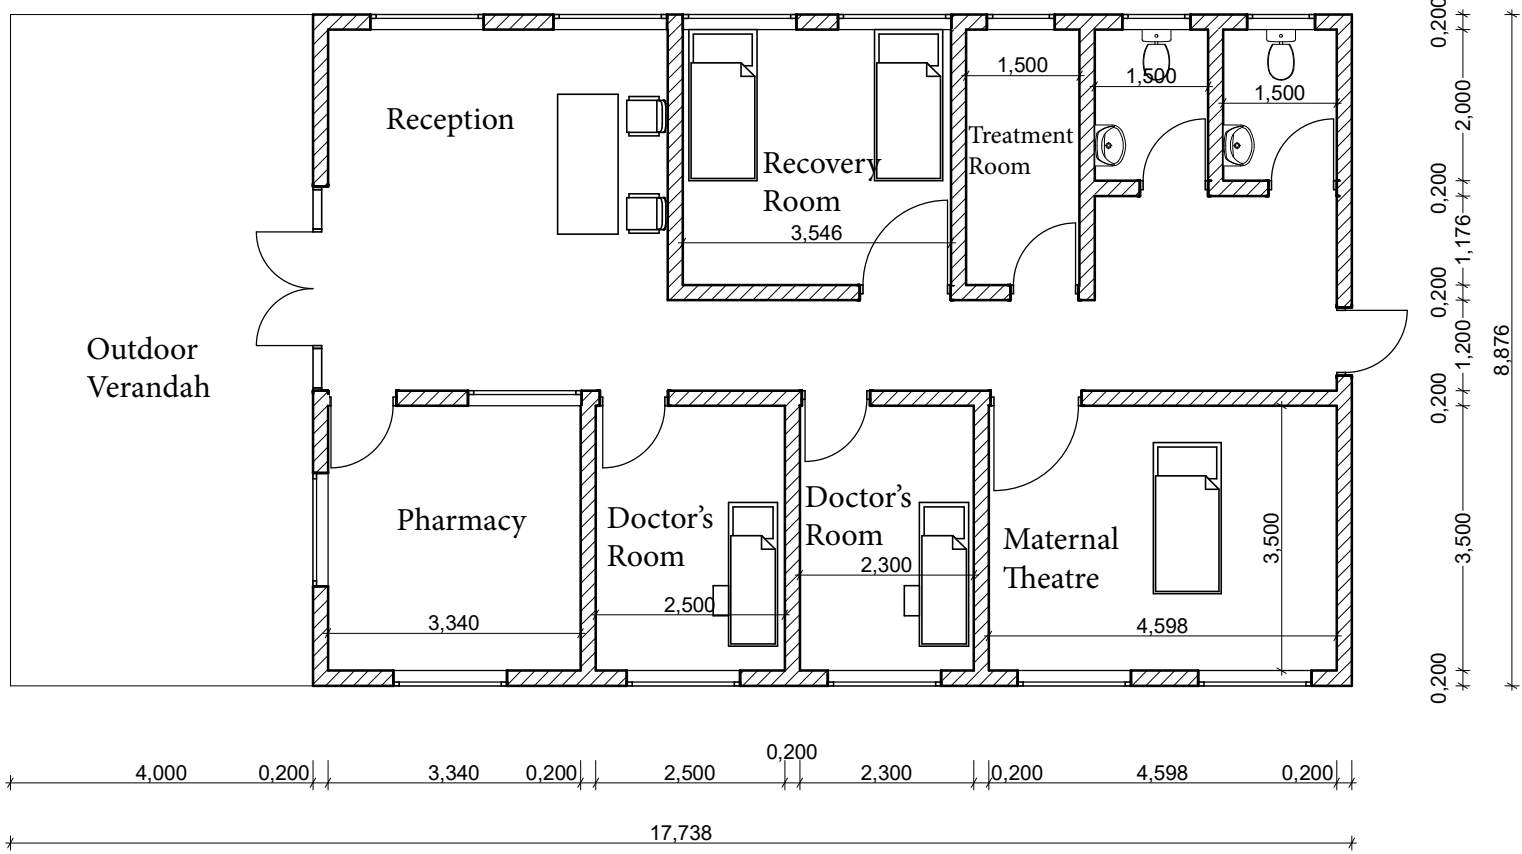 Reception
Recovery
Room
3,546
1,500
Treatment
Room
1,500
1,500
Outdoor
Verandah
Pharmacy
3,340
Doctor’s
Room
2,500
Doctor’s
Room
2,300
Maternal
Theatre
4,598
3,500
0,200
2,000
0,200
1,176
0,200
1,200
0,200
3,500
0,200
8,876
4,000
0,200
3,340
0,200
2,500
0,200
2,300
0,200
4,598
0,200
17,738